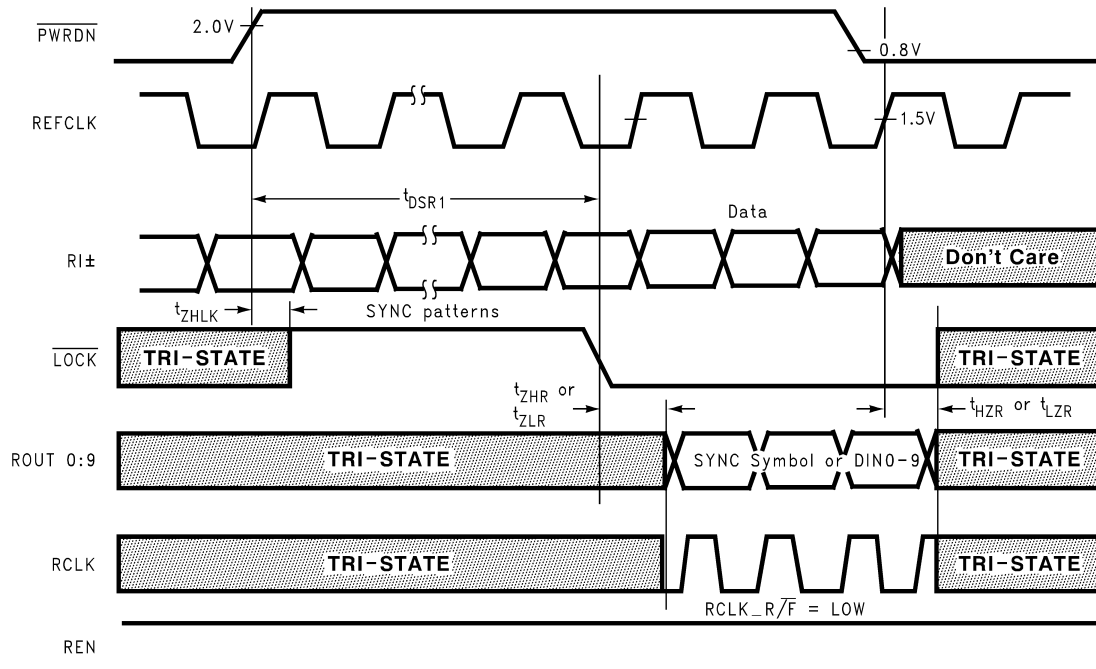 PWRDN
2.0V
0.8V
REFCLK
1.5V
tDSR1
Data
RI±
Don't Care
tZHLK
SYNC patterns
LOCK
TRI-STATE
TRI-STATE
tZHR or
tZLR
tHZR or tLZR
ROUT 0:9
TRI-STATE
SYNC Symbol or DIN0-9
TRI-STATE
RCLK
TRI-STATE
TRI-STATE
RCLK_R/F = LOW
REN